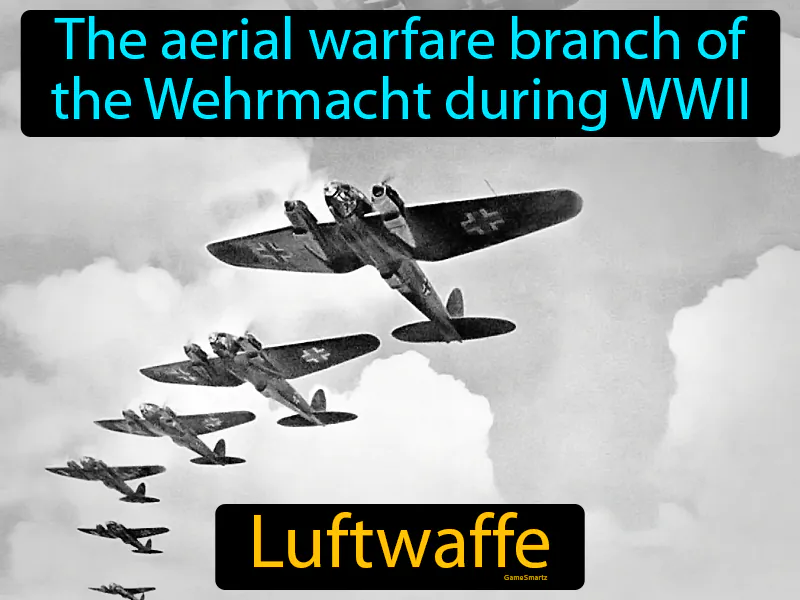 The aerial warfare branch of
the Wehrmacht during WWII
Luftwaffe
GameSmartz